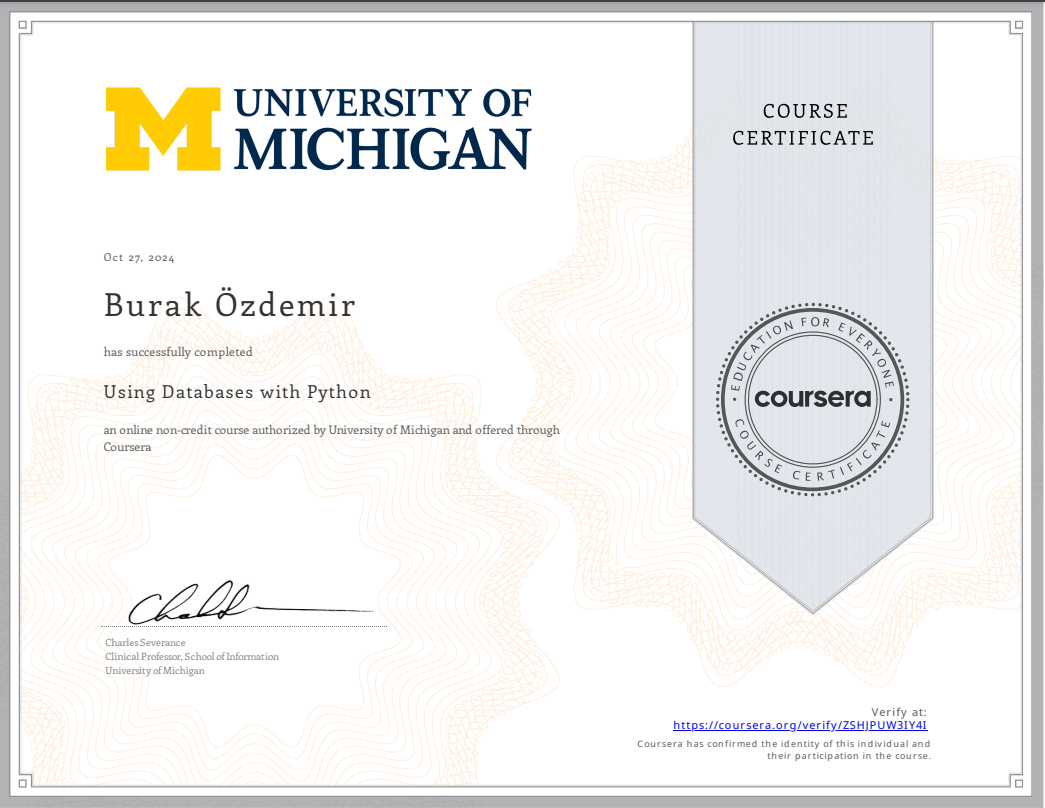 M UNIVERSITY OF
MICHIGAN
COURSE
CERTIFICATE
Oct 27, 2024
Burak Özdemir
has successfully completed
Using Databases with Python
an online non-credit course authorized by University of Michigan and offered through
Coursera
EDUCATION FOR EVERYONE
coursera
COURSE CERTIFICATE
Charles Severance
Clinical Professor, School of Information
University of Michigan
Verify at:
https://coursera.org/verify/ZSHJPUW3IY4I
Coursera has confirmed the identity of this individual and
their participation in the course.